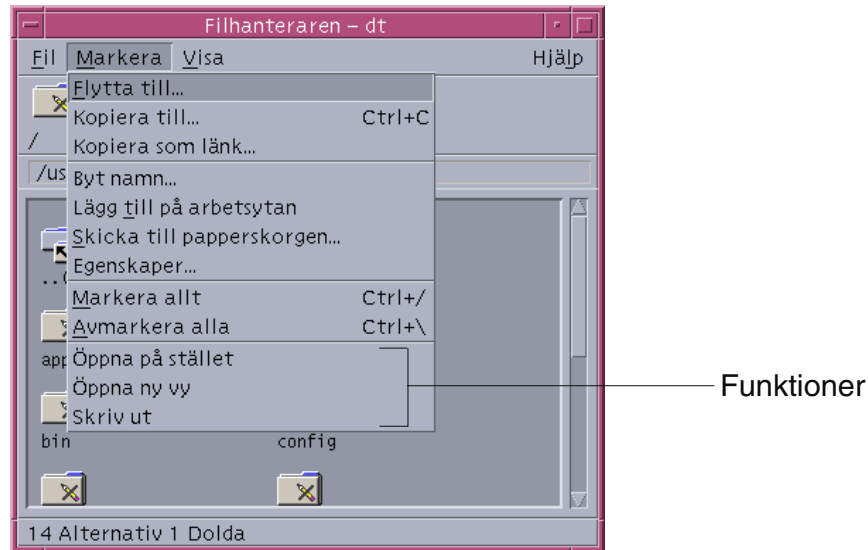 Filhanteraren – dt
Fil Markera Visa Hjälp
Flytta till...
Kopiera till... Ctrl+C
/
Kopiera som länk...
/us
Byt namn...
Lägg till på arbetsytan
Skicka till papperskorgen...
Egenskaper...
Markera allt Ctrl+/
Avmarkera alla Ctrl+\
app
Öppna på stället
Öppna ny vy
Funktioner
Skriv ut
bin config
14 Alternativ 1 Dolda